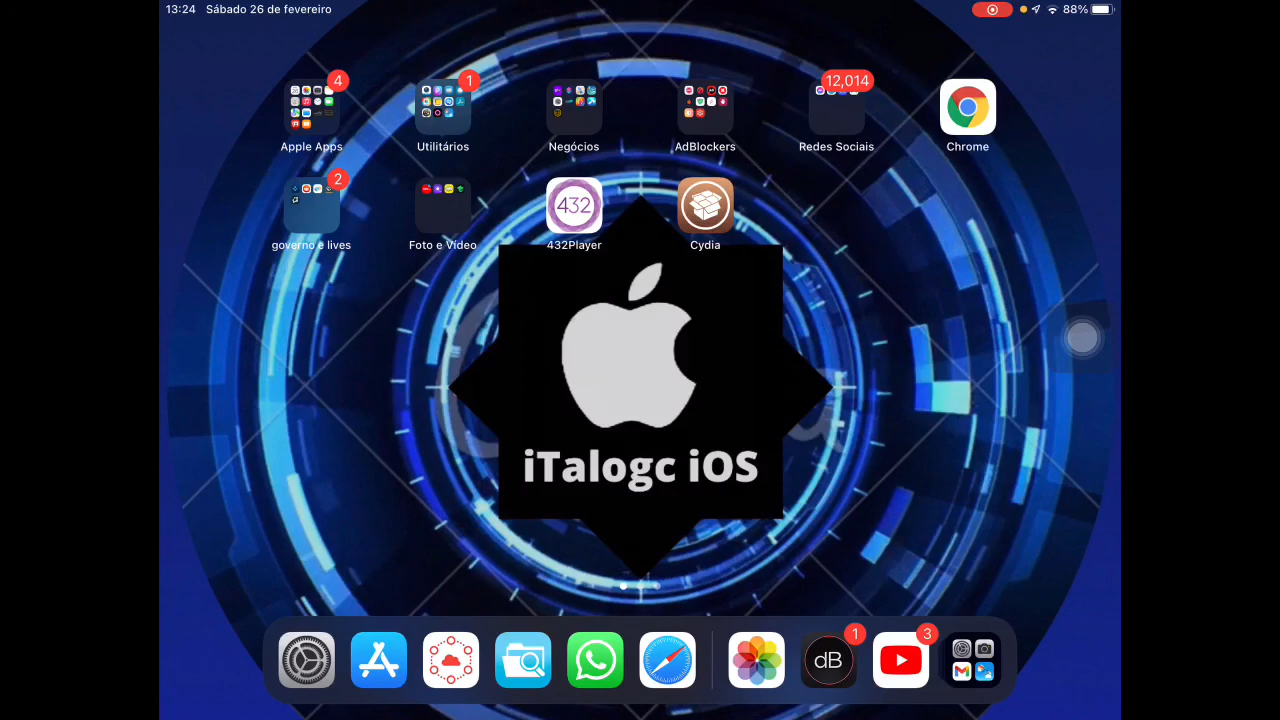 13:24 Sábado 26 de fevereiro 88%
4 1 12,014
Apple Apps Utilitários Negócios AdBlockers Redes Sociais Chrome
2
432
governo e lives Foto e Vídeo 432Player Cydia
iTalogc iOS
1 3
dB